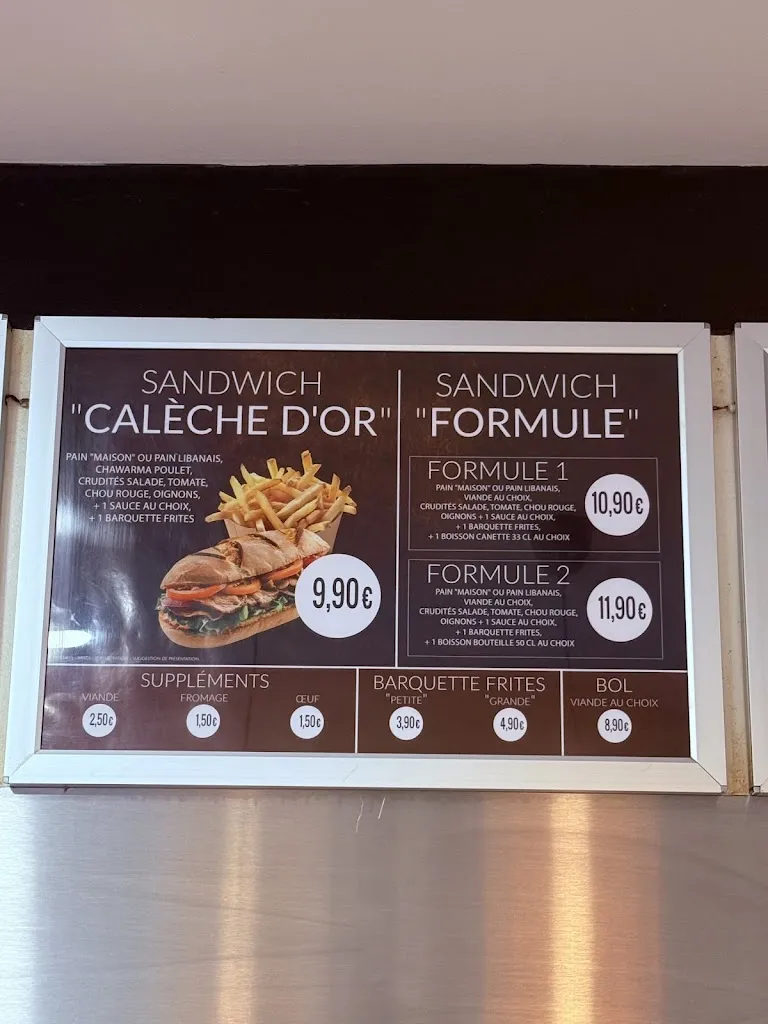 SANDWICH
"CALÈCHE D'OR"
PAIN "MAISON" OU PAIN LIBANAIS,
CHAWARMA POULET,
CRUDITÉS SALADE, TOMATE,
CHOU ROUGE, OIGNONS,
+ 1 SAUCE AU CHOIX,
+ 1 BARQUETTE FRITES
9,90€
SUGGESTION DE PRÉSENTATION
SANDWICH
"FORMULE"
FORMULE 1
PAIN "MAISON" OU PAIN LIBANAIS,
VIANDE AU CHOIX,
CRUDITÉS SALADE, TOMATE, CHOU ROUGE,
OIGNONS + 1 SAUCE AU CHOIX,
+ 1 BARQUETTE FRITES,
+ 1 BOISSON CANETTE 33 CL AU CHOIX
10,90€
FORMULE 2
PAIN "MAISON" OU PAIN LIBANAIS,
VIANDE AU CHOIX,
CRUDITÉS SALADE, TOMATE, CHOU ROUGE,
OIGNONS + 1 SAUCE AU CHOIX,
+ 1 BARQUETTE FRITES,
+ 1 BOISSON BOUTEILLE 50 CL AU CHOIX
11,90€
SUPPLÉMENTS
VIANDE FROMAGE ŒUF
2,50€ 1,50€ 1,50€
BARQUETTE FRITES
"PETITE" "GRANDE"
3,90€ 4,90€
BOL
VIANDE AU CHOIX
8,90€